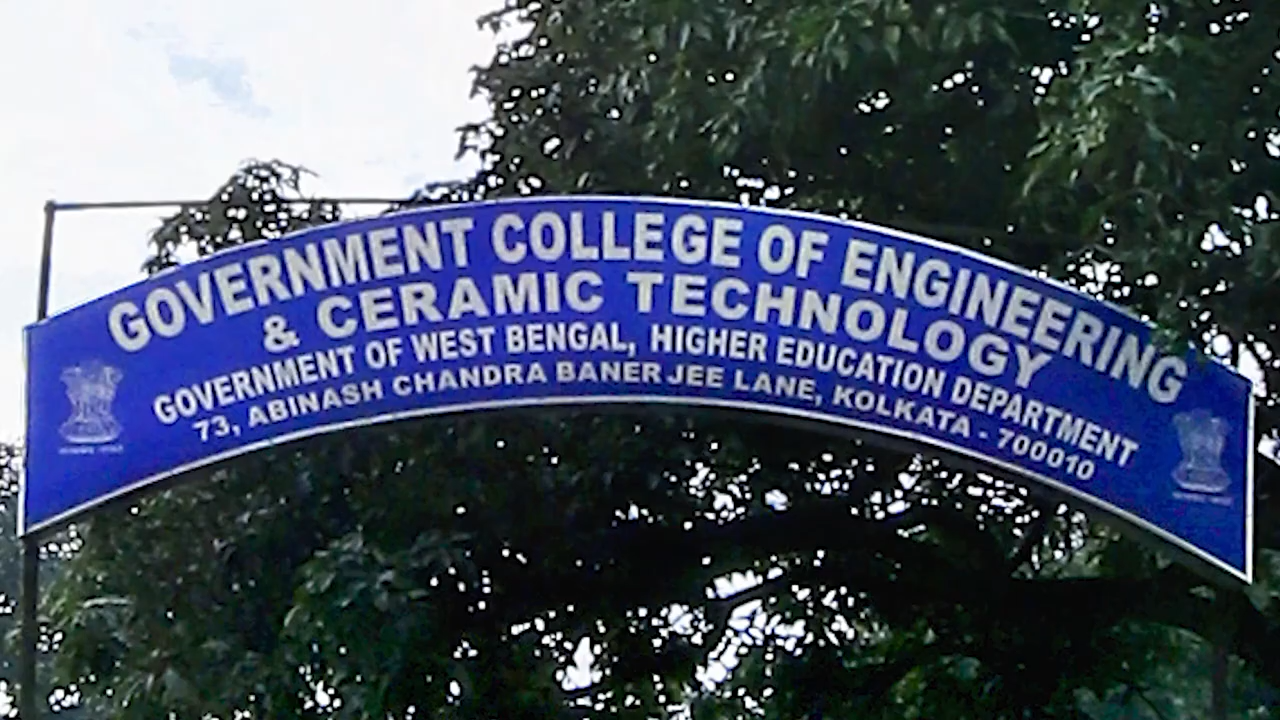 GOVERNMENT COLLEGE OF ENGINEERING
& CERAMIC TECHNOLOGY
GOVERNMENT OF WEST BENGAL, HIGHER EDUCATION DEPARTMENT
73, ABINASH CHANDRA BANERJEE LANE, KOLKATA - 700010